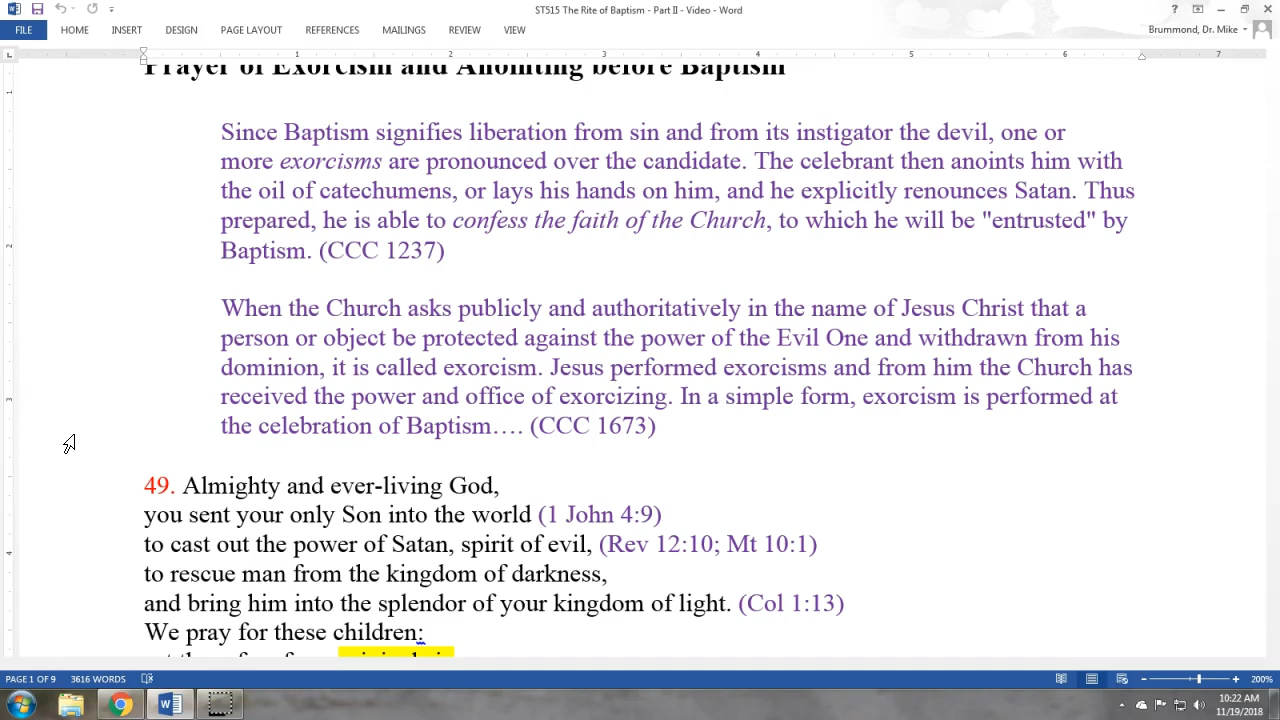 ST515 The Rite of Baptism - Part II - Video - Word
FILE HOME INSERT DESIGN PAGE LAYOUT REFERENCES MAILINGS REVIEW VIEW Brummond, Dr. Mike
1 2 3 4 5 6 7
Prayer of Exorcism and Anointing before Baptism
Since Baptism signifies liberation from sin and from its instigator the devil, one or
more exorcisms are pronounced over the candidate. The celebrant then anoints him with
the oil of catechumens, or lays his hands on him, and he explicitly renounces Satan. Thus
prepared, he is able to confess the faith of the Church, to which he will be "entrusted" by
Baptism. (CCC 1237)
When the Church asks publicly and authoritatively in the name of Jesus Christ that a
person or object be protected against the power of the Evil One and withdrawn from his
dominion, it is called exorcism. Jesus performed exorcisms and from him the Church has
received the power and office of exorcizing. In a simple form, exorcism is performed at
the celebration of Baptism…. (CCC 1673)
49. Almighty and ever-living God,
you sent your only Son into the world (1 John 4:9)
to cast out the power of Satan, spirit of evil, (Rev 12:10; Mt 10:1)
to rescue man from the kingdom of darkness,
and bring him into the splendor of your kingdom of light. (Col 1:13)
We pray for these children:
PAGE 1 OF 9 3616 WORDS 200%
10:22 AM
11/19/2018